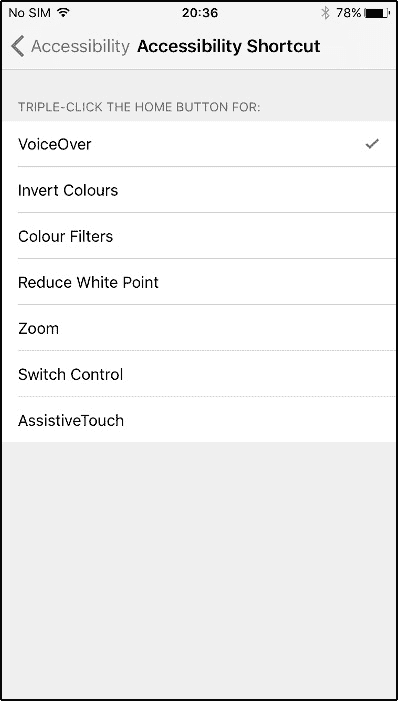 No SIM 20:36 78%
Accessibility Accessibility Shortcut
TRIPLE-CLICK THE HOME BUTTON FOR:
VoiceOver
Invert Colours
Colour Filters
Reduce White Point
Zoom
Switch Control
AssistiveTouch